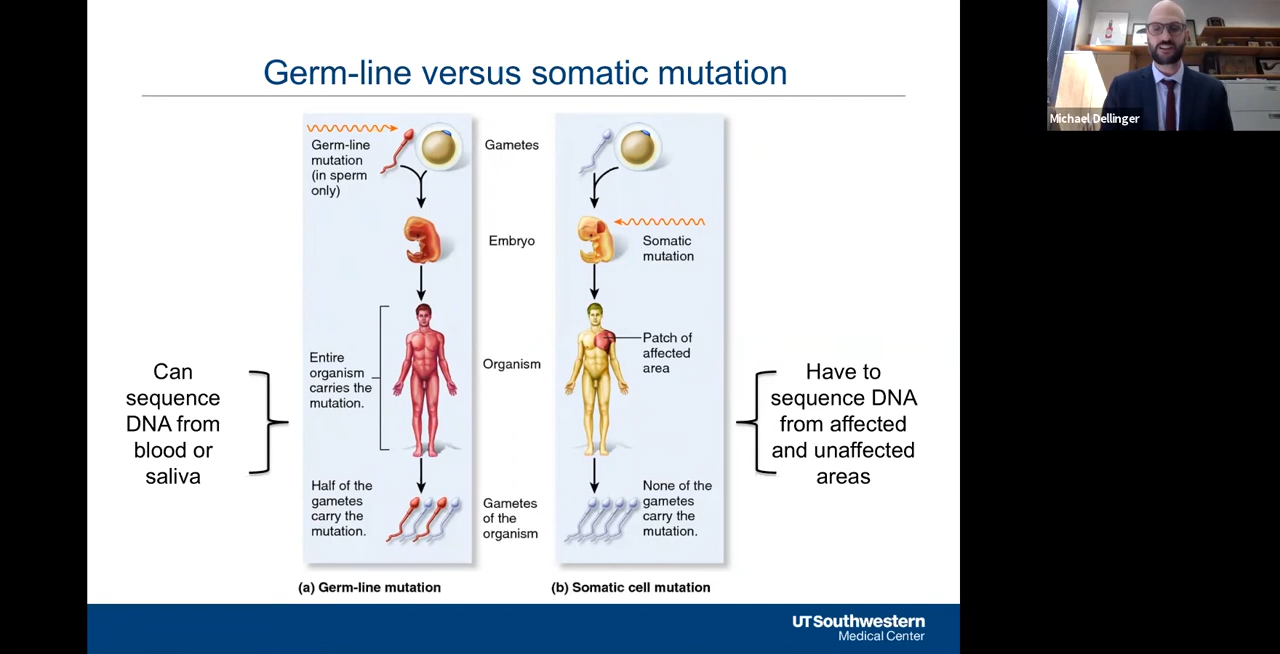 Germ-line versus somatic mutation
Germ-line
mutation
(in sperm
only)
Gametes
Embryo
Somatic
mutation
Entire
organism
carries the
mutation.
Organism
Patch of
affected
area
Can
sequence
DNA from
blood or
saliva
Have to
sequence DNA
from affected
and unaffected
areas
Half of the
gametes
carry the
mutation.
Gametes
of the
organism
None of the
gametes
carry the
mutation.
(a) Germ-line mutation
(b) Somatic cell mutation
UT Southwestern
Medical Center
Michael Dellinger